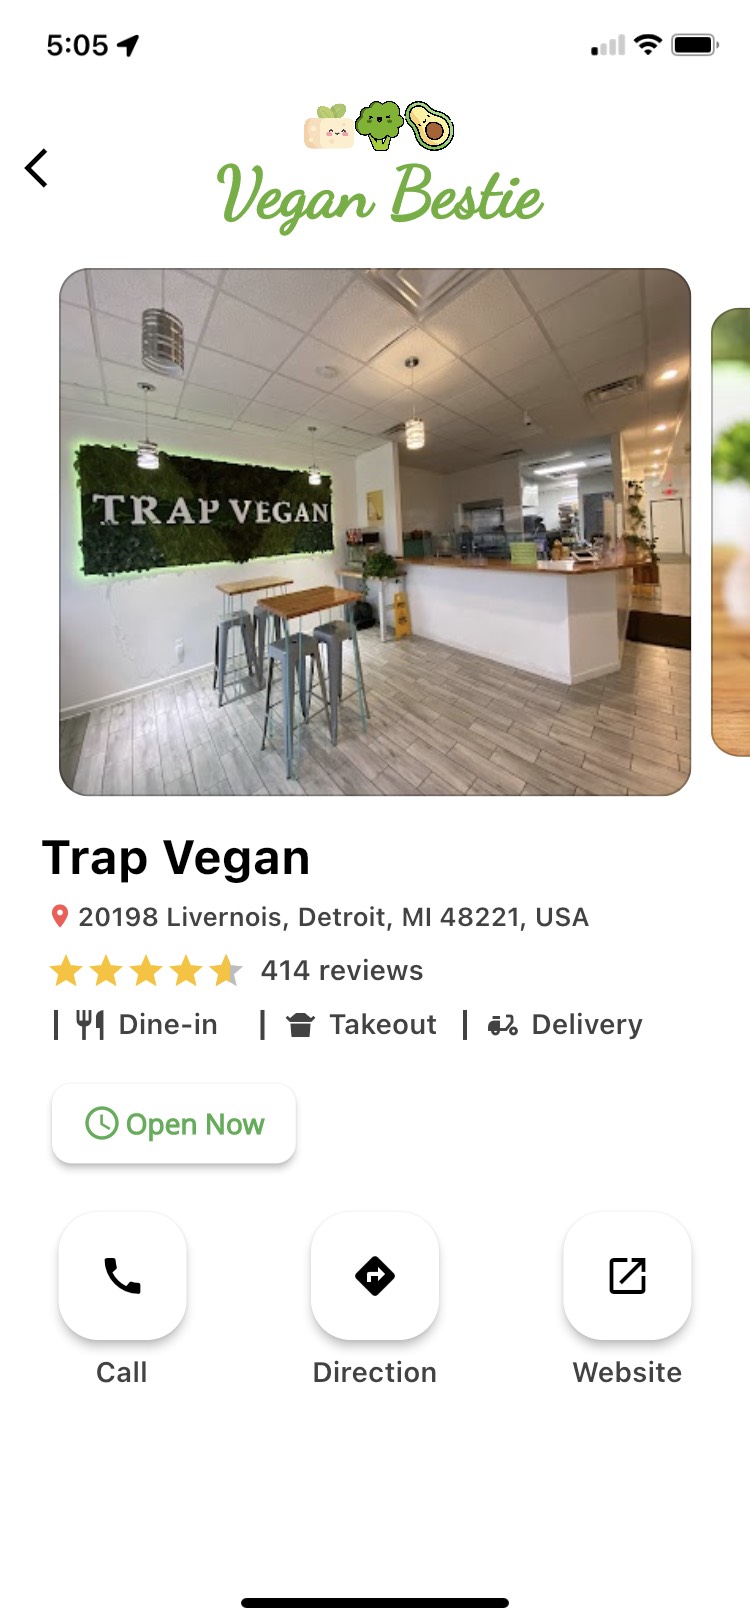 5:05
Vegan Bestie
TRAP VEGAN
Trap Vegan
20198 Livernois, Detroit, MI 48221, USA
414 reviews
| Dine-in | Takeout | Delivery
Open Now
Call Direction Website